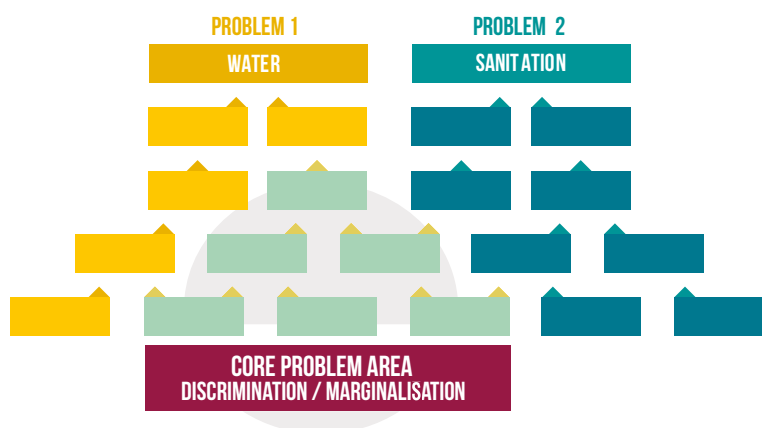 PROBLEM 1
PROBLEM 2
WATER
SANITATION
CORE PROBLEM AREA
DISCRIMINATION / MARGINALISATION